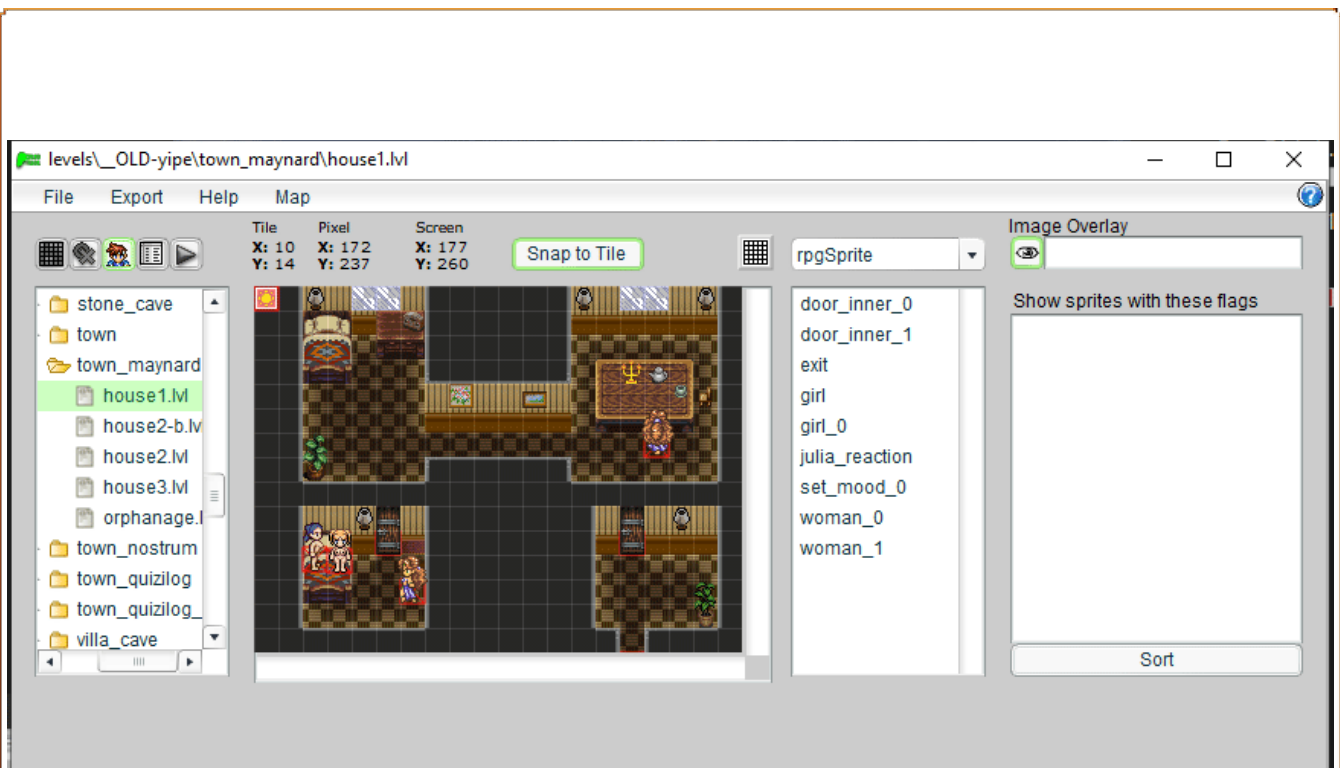 levels\__OLD-yipe\town_maynard\house1.lvl
File Export Help Map
Tile Pixel Screen
X: 10 X: 172 X: 177
Y: 14 Y: 237 Y: 260
Snap to Tile
rpgSprite
Image Overlay
stone_cave
town
town_maynard
house1.lvl
house2-b.lv
house2.lvl
house3.lvl
orphanage.l
town_nostrum
town_quizilog
town_quizilog_
villa_cave
door_inner_0
door_inner_1
exit
girl
girl_0
julia_reaction
set_mood_0
woman_0
woman_1
Show sprites with these flags
Sort